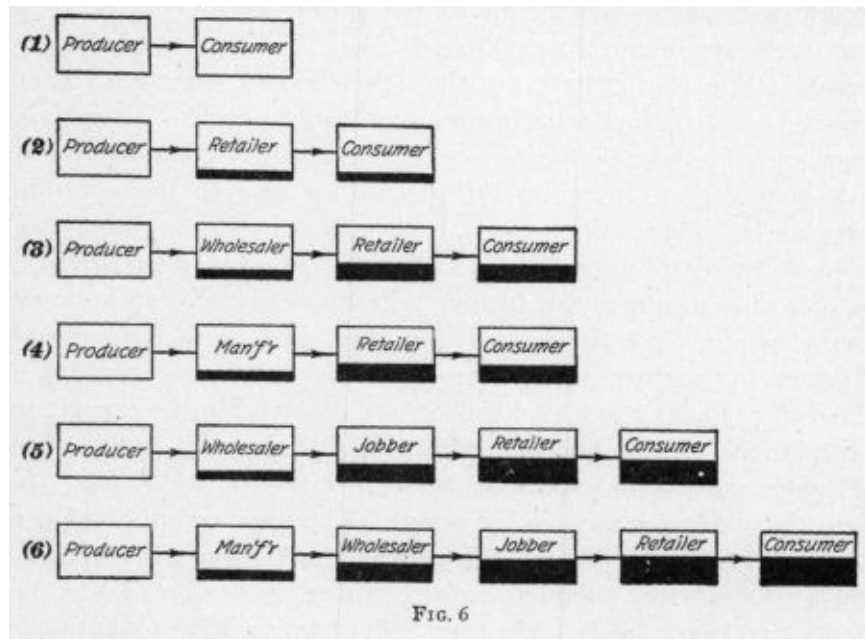 (1) Producer Consumer
(2) Producer Retailer Consumer
(3) Producer Wholesaler Retailer Consumer
(4) Producer Man'f'r Retailer Consumer
(5) Producer Wholesaler Jobber Retailer Consumer
(6) Producer Man'f'r Wholesaler Jobber Retailer Consumer
FIG. 6